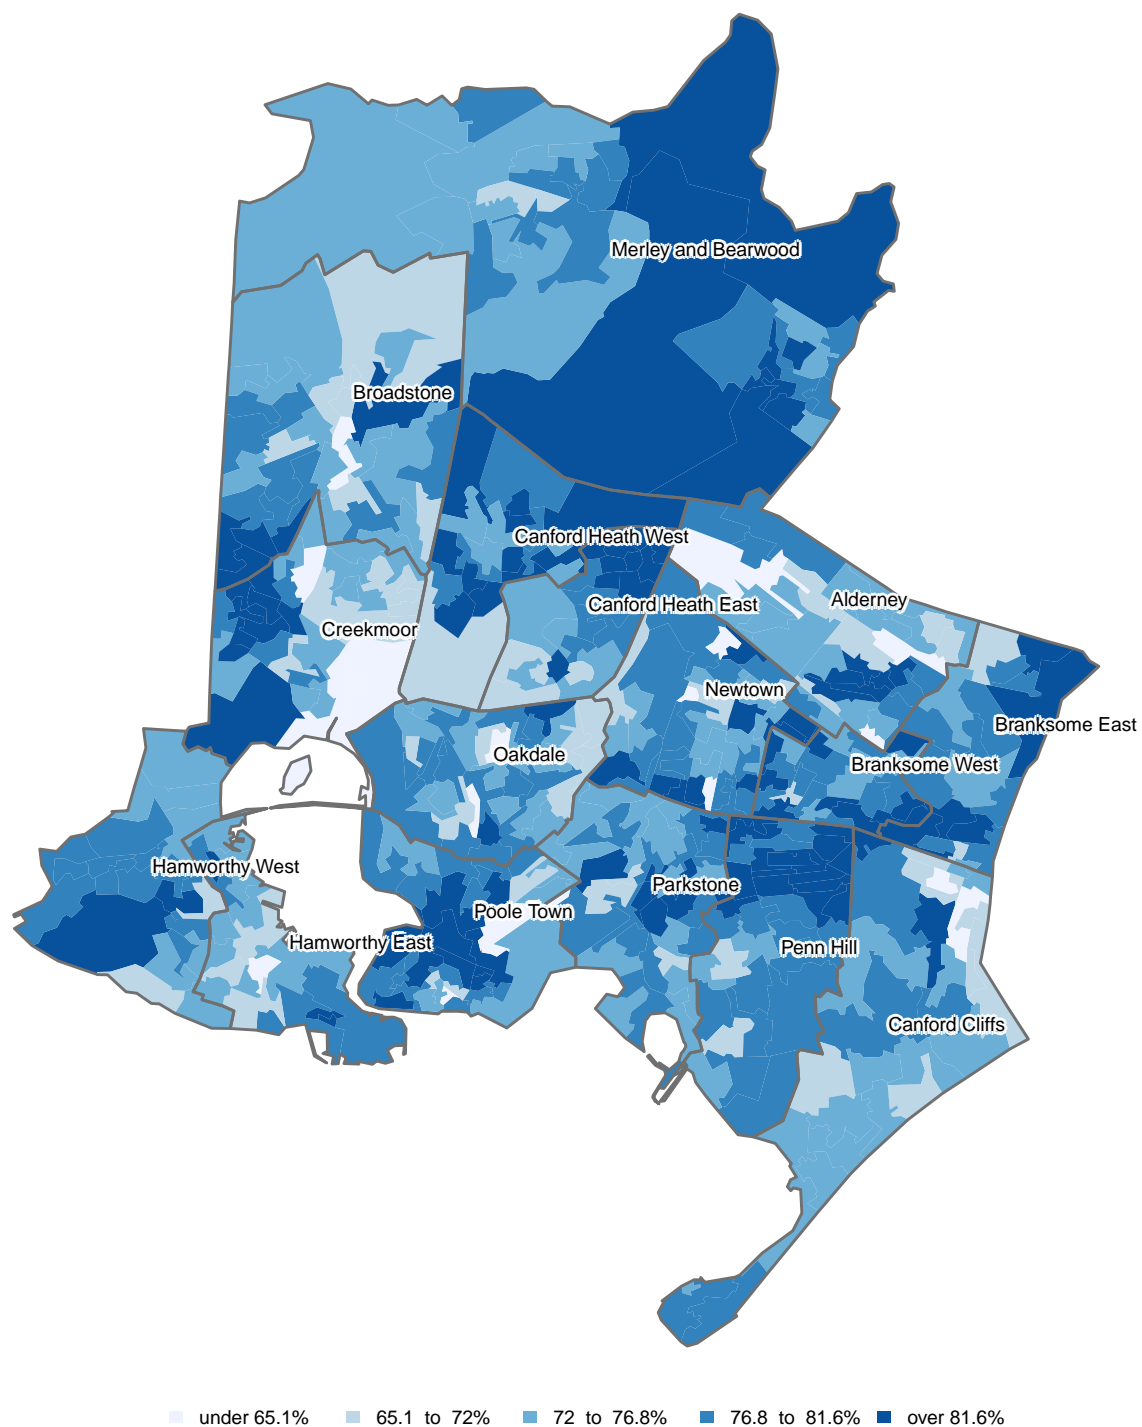 Merley and Bearwood
Broadstone
Canford Heath West
Canford Heath East
Alderney
Creekmoor
Newtown
Branksome East
Oakdale
Branksome West
Hamworthy West
Parkstone
Poole Town
Hamworthy East
Penn Hill
Canford Cliffs
under 65.1% 65.1 to 72% 72 to 76.8% 76.8 to 81.6% over 81.6%